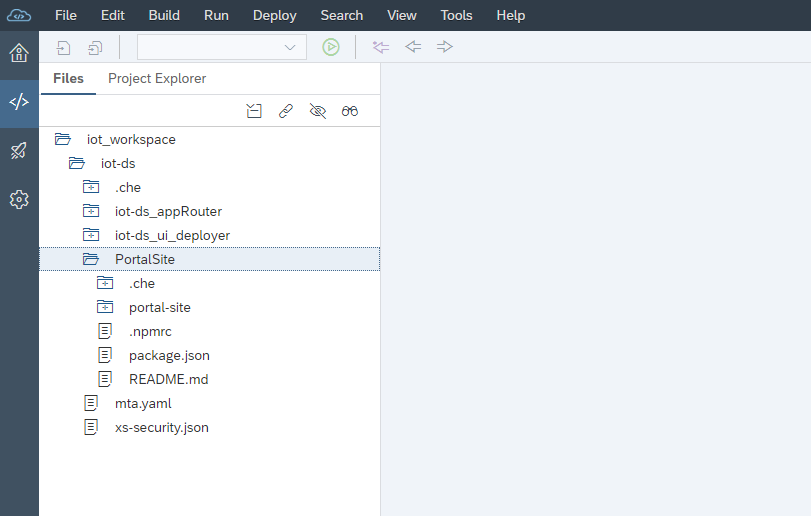 File Edit Build Run Deploy Search View Tools Help
Files Project Explorer
iot_workspace
iot-ds
.che
iot-ds_appRouter
iot-ds_ui_deployer
PortalSite
.che
portal-site
.npmrc
package.json
README.md
mta.yaml
xs-security.json